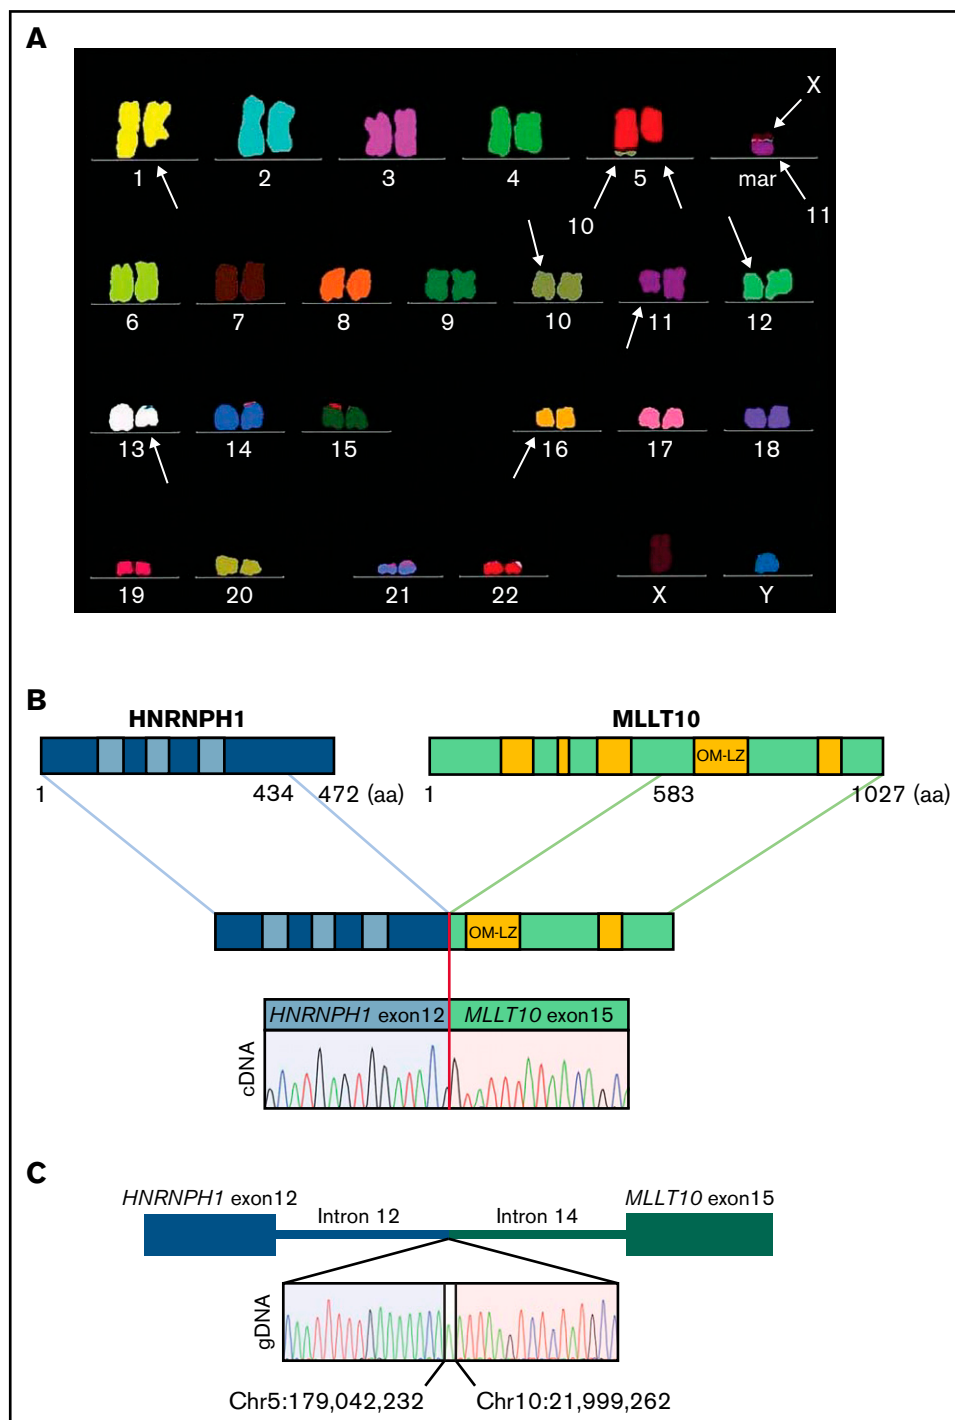 A
X
1
2
3
4
5
mar
10
11
6
7
8
9
10
11
12
13
14
15
16
17
18
19
20
21
22
X
Y
B
HNRNPH1
MLLT10
OM-LZ
1
434
472 (aa)
1
583
1027 (aa)
OM-LZ
HNRNPH1 exon12
MLLT10 exon15
cDNA
C
HNRNPH1 exon12
MLLT10 exon15
Intron 12
Intron 14
gDNA
Chr5:179,042,232
Chr10:21,999,262